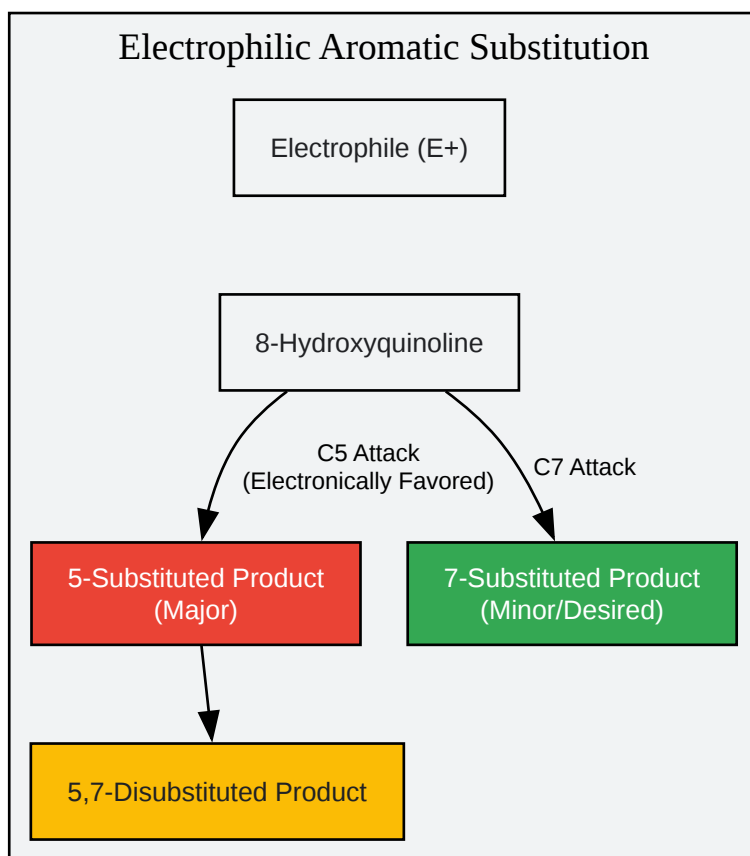 Electrophilic Aromatic Substitution
Electrophile (E+)
8-Hydroxyquinoline
C5 Attack
(Electronically Favored)
C7 Attack
5-Substituted Product
(Major)
7-Substituted Product
(Minor/Desired)
5,7-Disubstituted Product